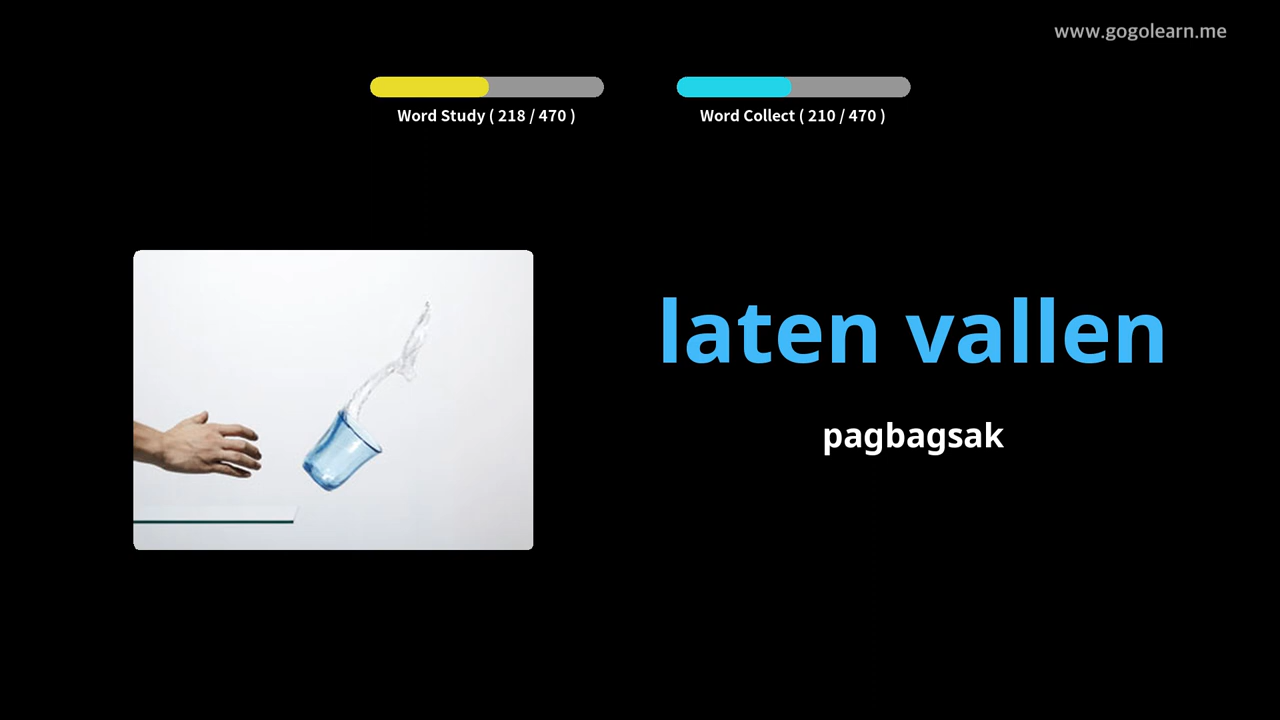 www.gogolearn.me
Word Study ( 218 / 470 )
Word Collect ( 210 / 470 )
laten vallen
pagbagsak